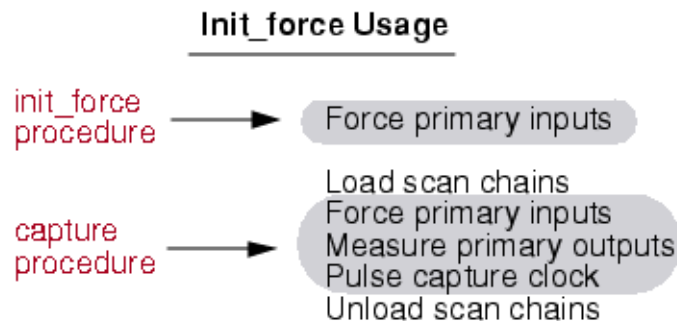 Init_force Usage
init_force
procedure
Force primary inputs
Load scan chains
capture
procedure
Force primary inputs
Measure primary outputs
Pulse capture clock
Unload scan chains